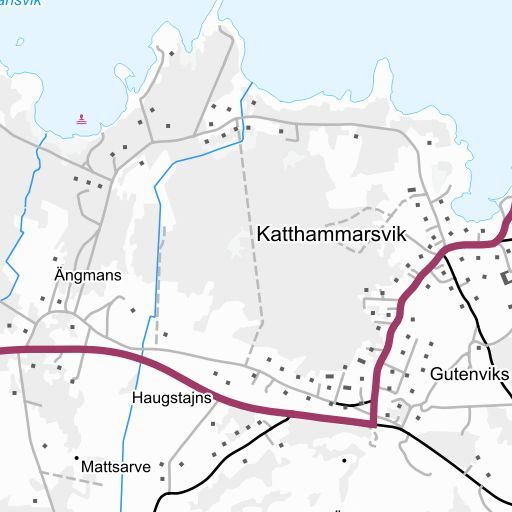 Katthammarsvik
Ängmans
Gutenviks
Haugstajns
Mattsarve